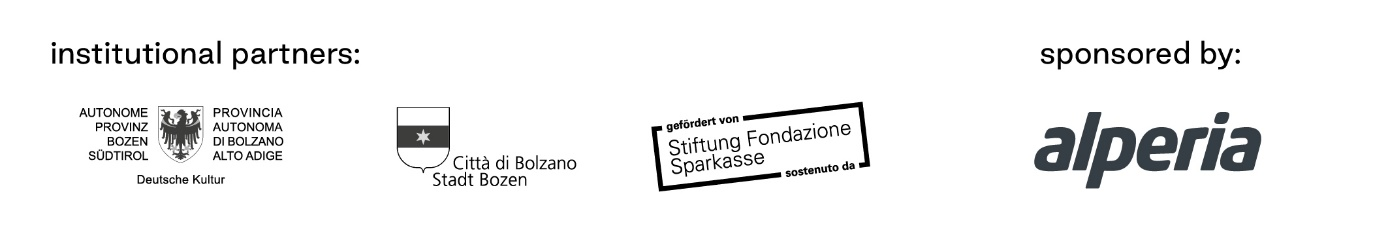 institutional partners:
sponsored by:
AUTONOME
PROVINZ
BOZEN
SÜDTIROL
PROVINCIA
AUTONOMA
DI BOLZANO
ALTO ADIGE
Deutsche Kultur
Città di Bolzano
Stadt Bozen
gefördert von
Stiftung Fondazione
Sparkasse
sostenuto da
alperia